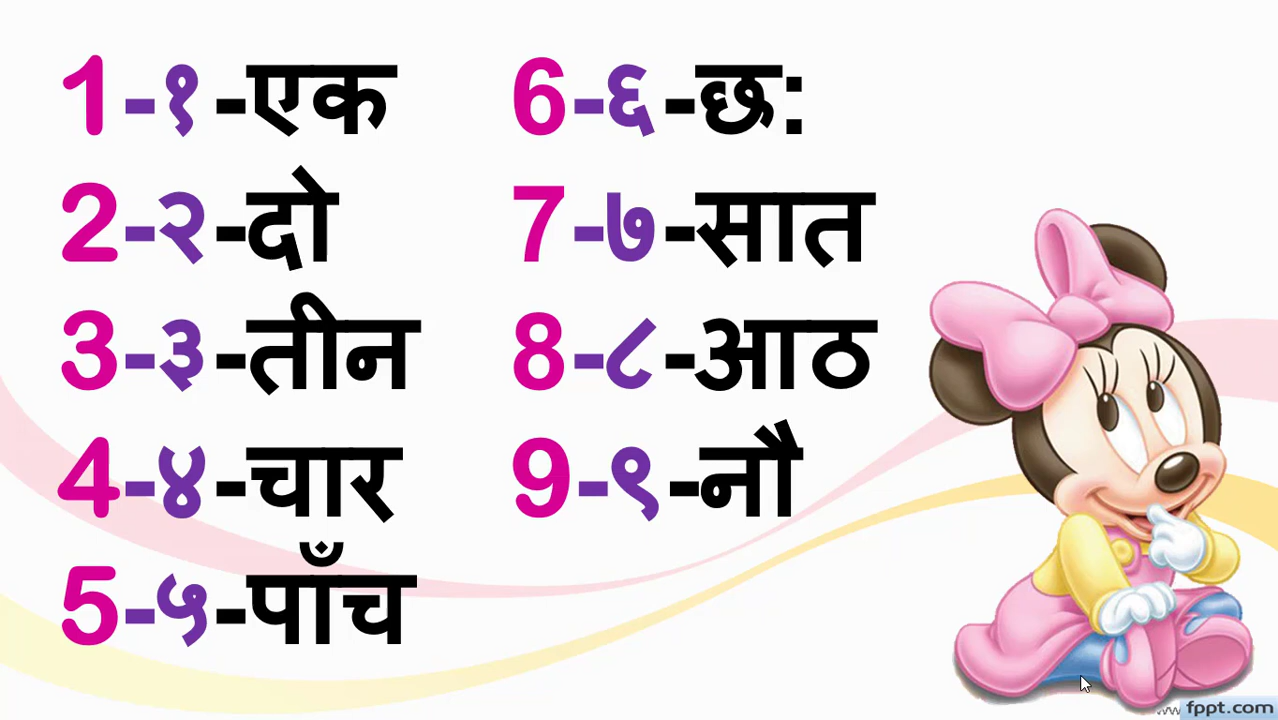 1-१-एक
2-२-दो
3-३-तीन
4-४-चार
5-५-पाँच
6-६-छ:
7-७-सात
8-८-आठ
9-९-नौ
www.fppt.com